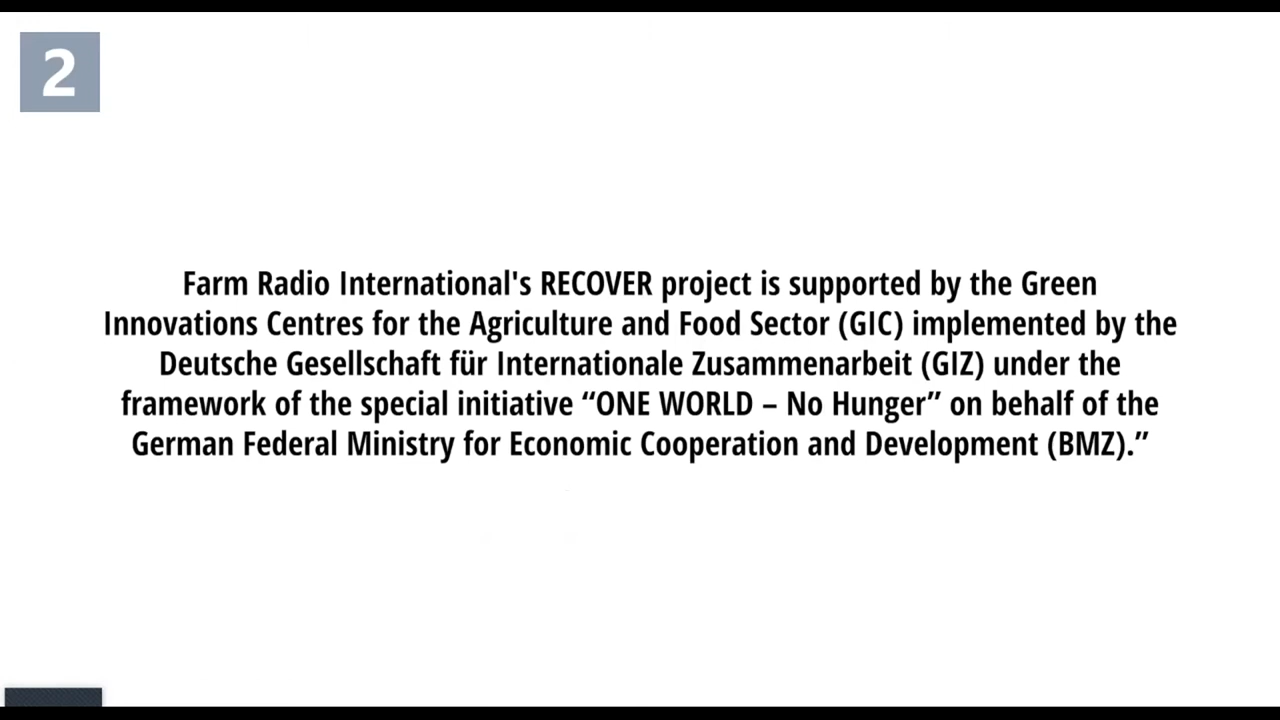 2
Farm Radio International's RECOVER project is supported by the Green
Innovations Centres for the Agriculture and Food Sector (GIC) implemented by the
Deutsche Gesellschaft für Internationale Zusammenarbeit (GIZ) under the
framework of the special initiative “ONE WORLD – No Hunger” on behalf of the
German Federal Ministry for Economic Cooperation and Development (BMZ).”